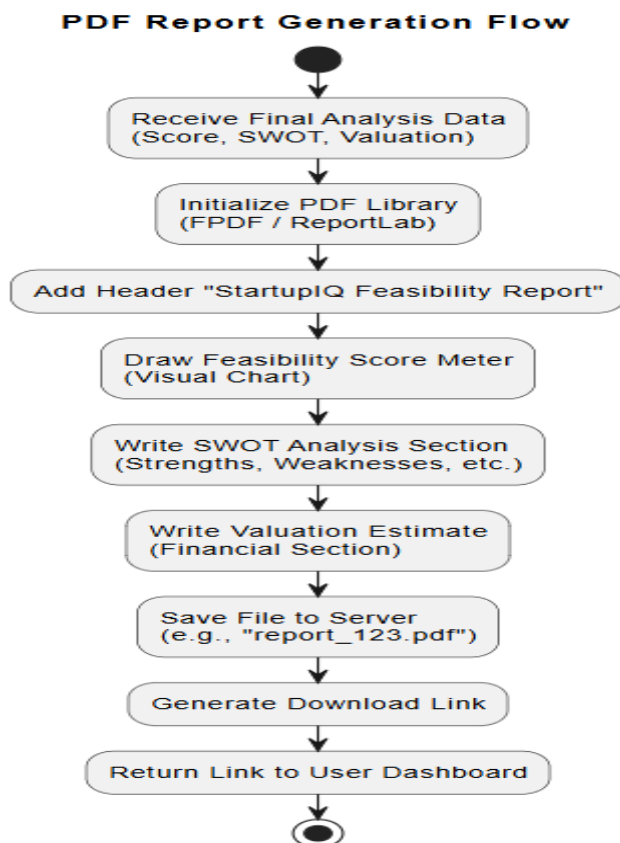 PDF Report Generation Flow
Receive Final Analysis Data
(Score, SWOT, Valuation)
Initialize PDF Library
(FPDF / ReportLab)
Add Header "StartupIQ Feasibility Report"
Draw Feasibility Score Meter
(Visual Chart)
Write SWOT Analysis Section
(Strengths, Weaknesses, etc.)
Write Valuation Estimate
(Financial Section)
Save File to Server
(e.g., "report_123.pdf")
Generate Download Link
Return Link to User Dashboard